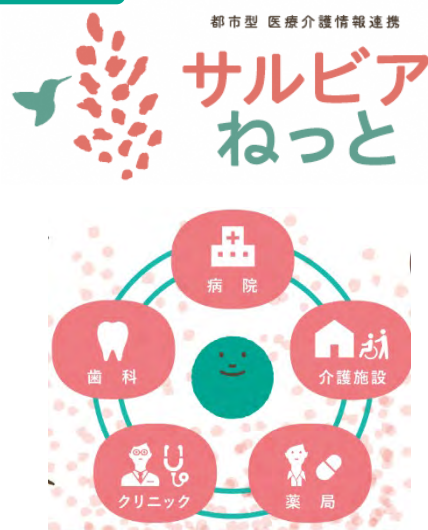 都市型 医療介護情報連携
サルビア
ねっと
病 院
歯 科
介護施設
クリニック
薬 局